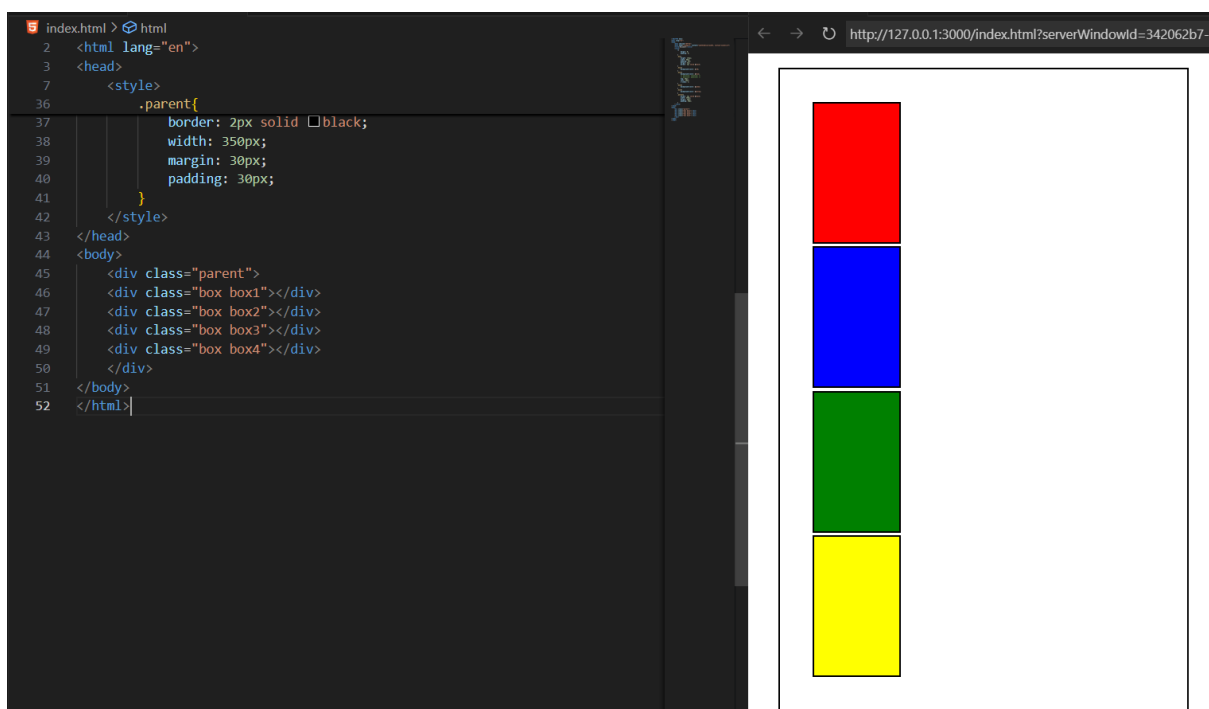 index.html > html
2 <html lang="en">
3 <head>
7 <style>
36 .parent{
37 border: 2px solid black;
38 width: 350px;
39 margin: 30px;
40 padding: 30px;
41 }
42 </style>
43 </head>
44 <body>
45 <div class="parent">
46 <div class="box box1"></div>
47 <div class="box box2"></div>
48 <div class="box box3"></div>
49 <div class="box box4"></div>
50 </div>
51 </body>
52 </html>
http://127.0.0.1:3000/index.html?serverWindowId=342062b7-